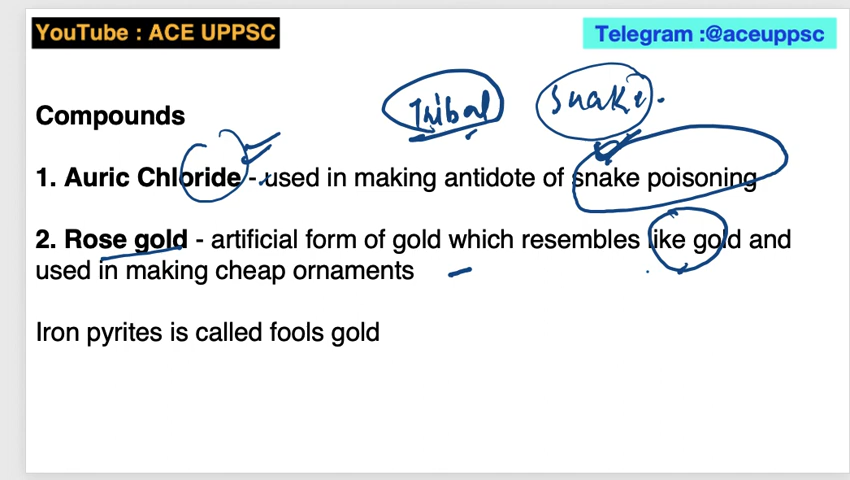 YouTube : ACE UPPSC
Telegram :@aceuppsc
Tribal
Snake.
Compounds
1. Auric Chloride - used in making antidote of snake poisoning
2. Rose gold - artificial form of gold which resembles like gold and
used in making cheap ornaments
Iron pyrites is called fools gold